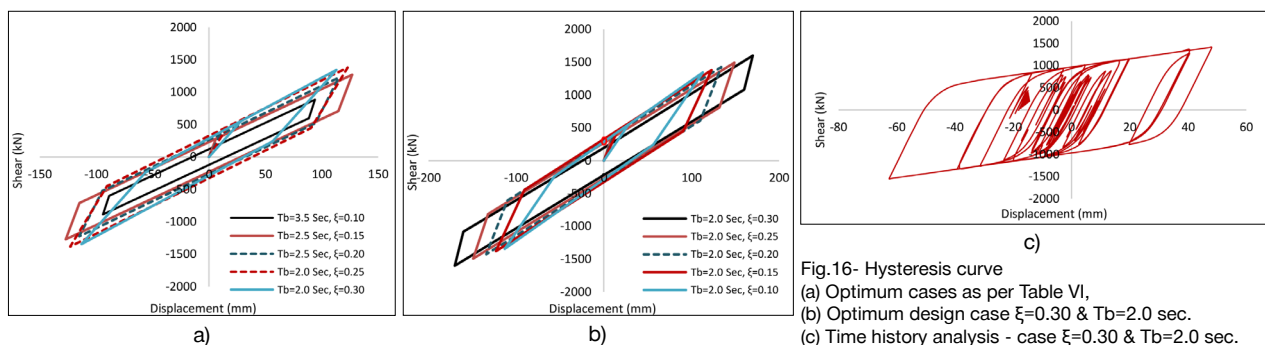 2000
1500
1000
500
0
-500
-1000
-1500
-2000
-150
-100
-50
0
50
100
150
Shear (kN)
Displacement (mm)
Tb=3.5 Sec, ξ=0.10
Tb=2.5 Sec, ξ=0.15
Tb=2.5 Sec, ξ=0.20
Tb=2.0 Sec, ξ=0.25
Tb=2.0 Sec, ξ=0.30
a)
2000
1500
1000
500
0
-500
-1000
-1500
-2000
-200
-100
0
100
200
Shear (kN)
Displacement (mm)
Tb=2.0 Sec, ξ=0.30
Tb=2.0 Sec, ξ=0.25
Tb=2.0 Sec, ξ=0.20
Tb=2.0 Sec, ξ=0.15
Tb=2.0 Sec, ξ=0.10
b)
2000
1500
1000
500
0
-500
-1000
-1500
-2000
-80
-60
-40
-20
0
20
40
60
Shear (kN)
Displacement (mm)
c)
Fig.16- Hysteresis curve
(a) Optimum cases as per Table VI,
(b) Optimum design case ξ=0.30 & Tb=2.0 sec.
(c) Time history analysis - case ξ=0.30 & Tb=2.0 sec.